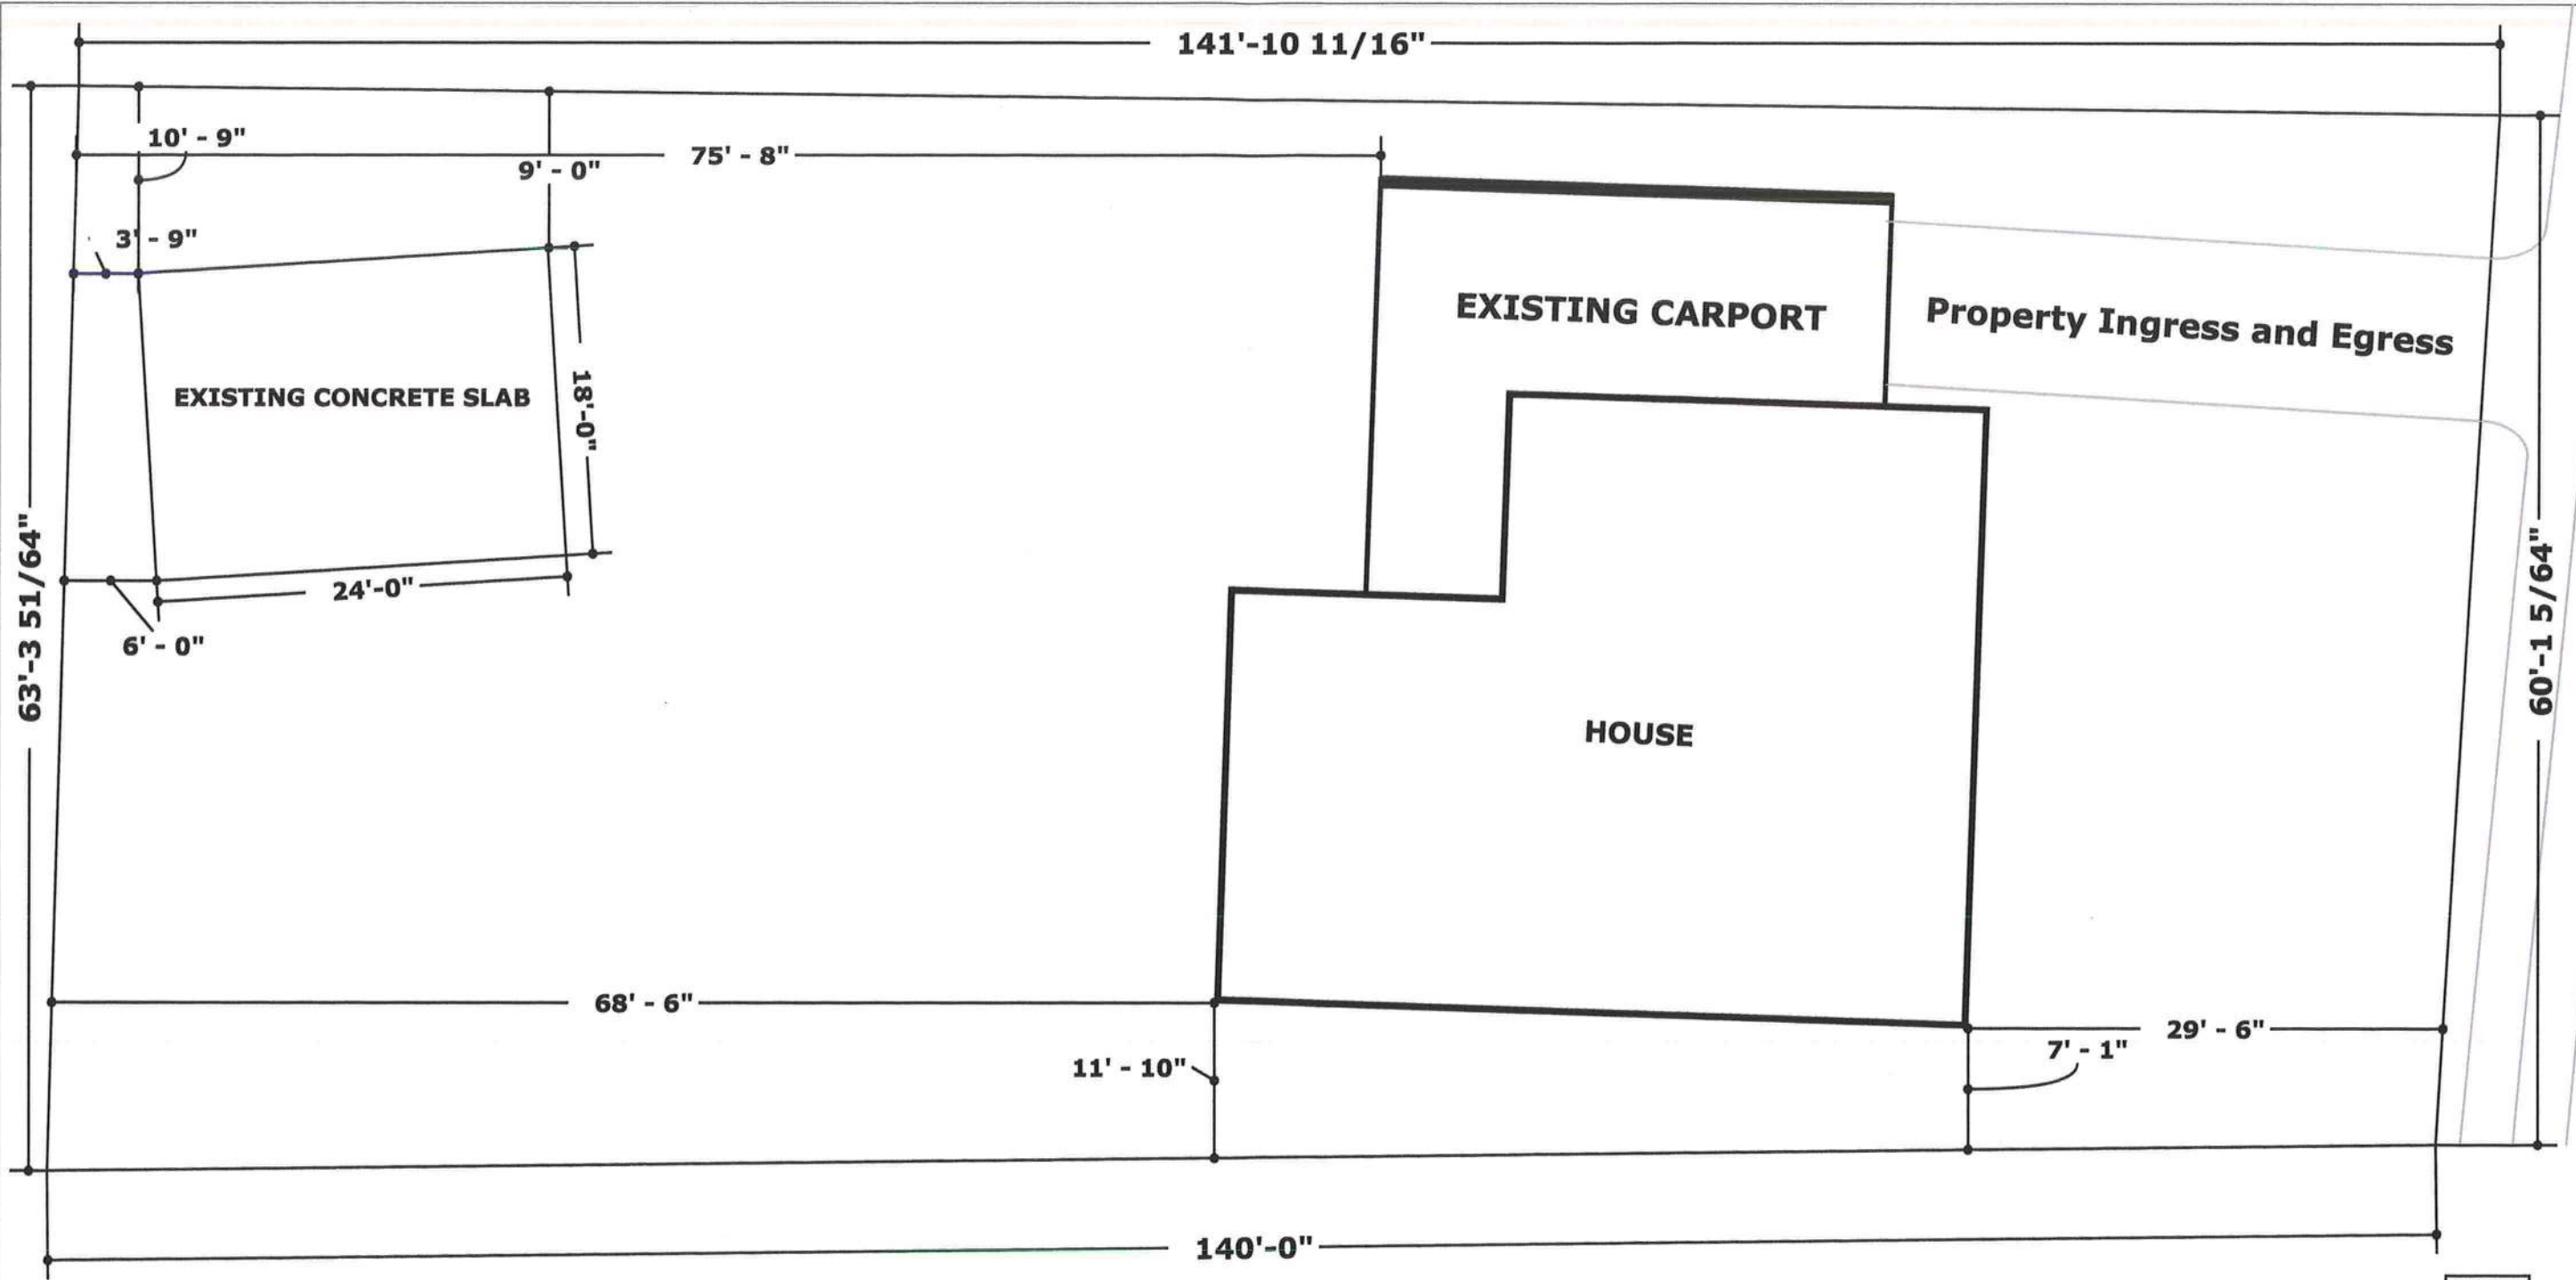 141'-10 11/16"
10' - 9"
75' - 8"
9' - 0"
3' - 9"
EXISTING CARPORT
Property Ingress and Egress
EXISTING CONCRETE SLAB
18'-0"
63'-3 51/64"
60'-1 5/64"
24'-0"
6' - 0"
HOUSE
68' - 6"
29' - 6"
7' - 1"
11' - 10"
140'-0"